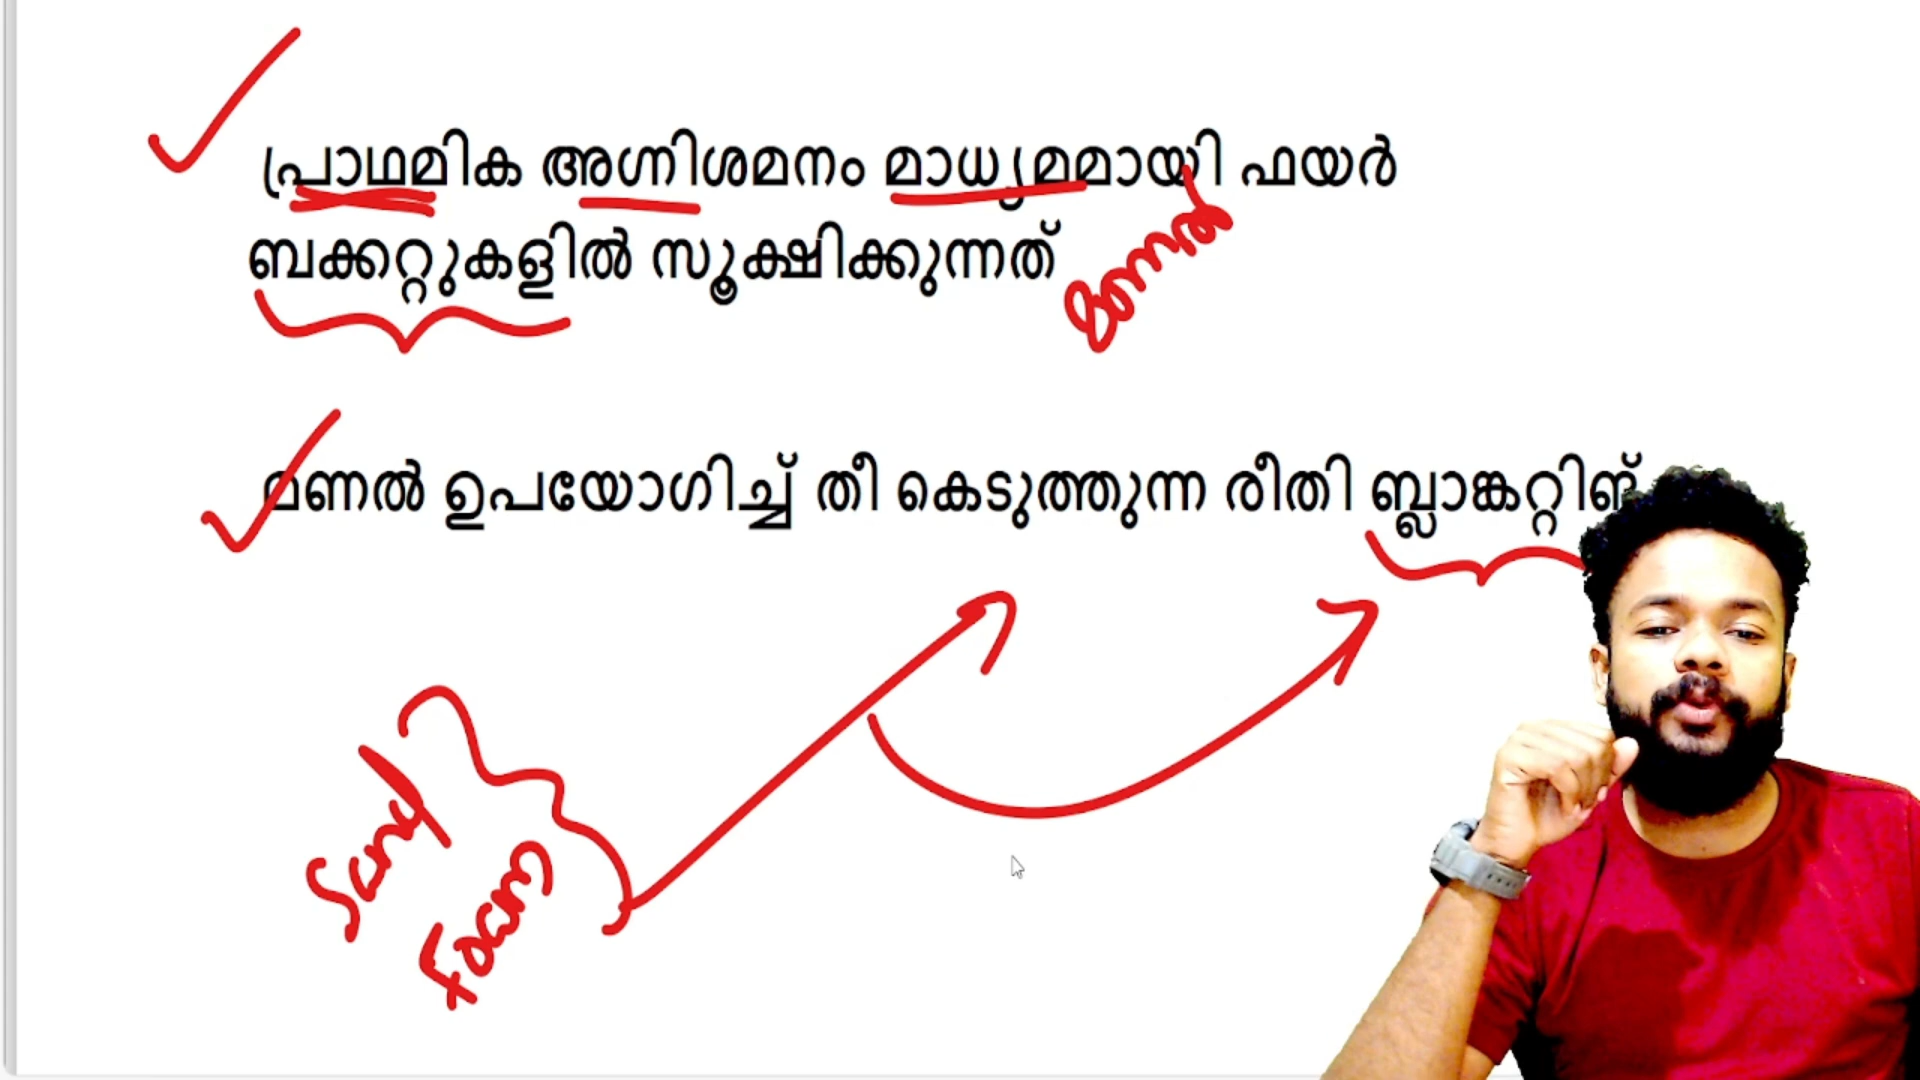 പ്രാഥമിക അഗ്നിശമനം മാധ്യമമായി ഫയർ
ബക്കറ്റുകളിൽ സൂക്ഷിക്കുന്നത്
മണൽ
മണൽ ഉപയോഗിച്ച് തീ കെടുത്തുന്ന രീതി ബ്ലാങ്കറ്റിങ്
Sand
Foam